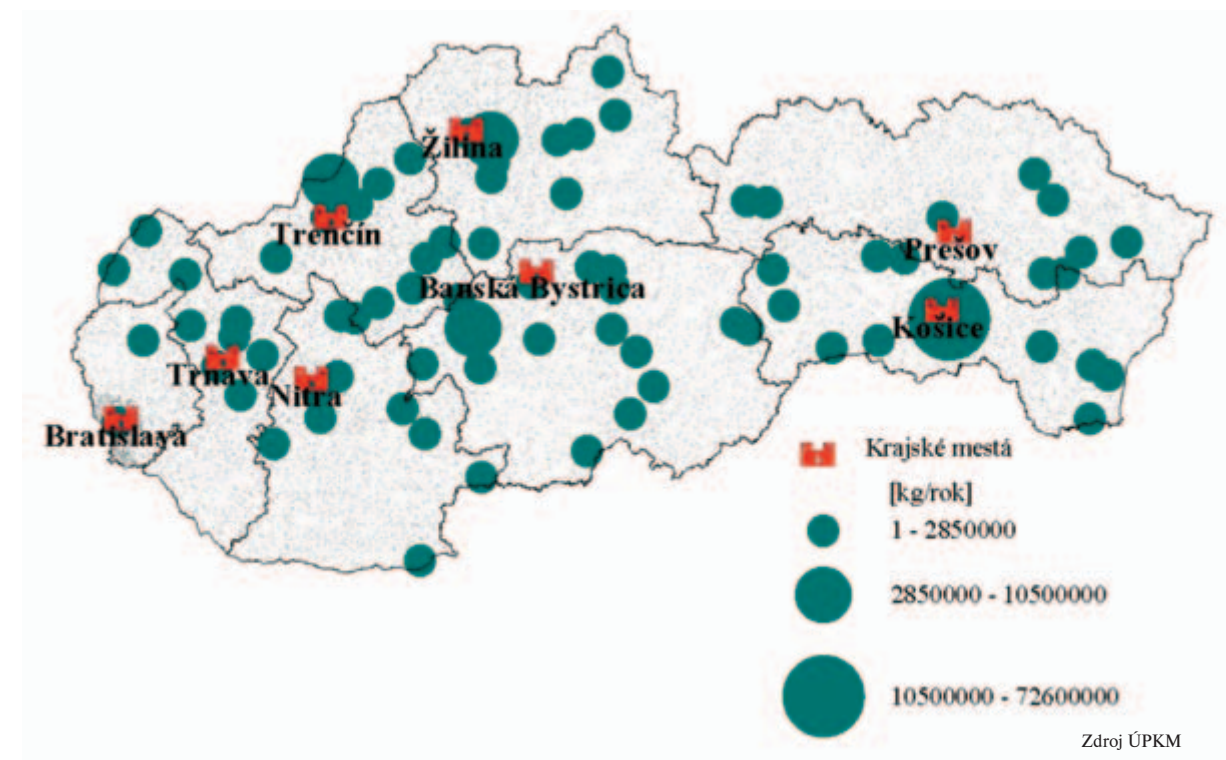 Žilina
Trenčín
Prešov
Banská Bystrica
Košice
Trnava
Nitra
Bratislava
Krajské mestá
[kg/rok]
1 - 2850000
2850000 - 10500000
10500000 - 72600000
Zdroj ÚPKM